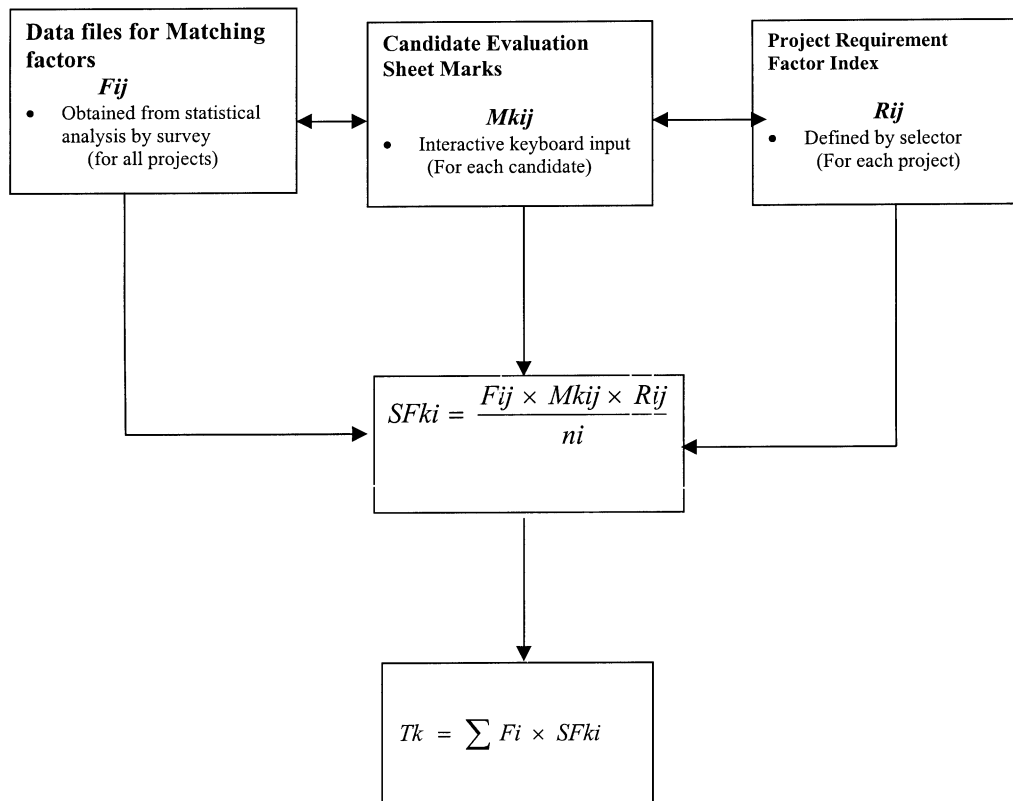 Data files for Matching
factors
Fij
• Obtained from statistical
analysis by survey
(for all projects)
Candidate Evaluation
Sheet Marks
Mkij
• Interactive keyboard input
(For each candidate)
Project Requirement
Factor Index
Rij
• Defined by selector
(For each project)
SFki = \frac{Fij × Mkij × Rij}{ni}
Tk = ∑ Fi × SFki